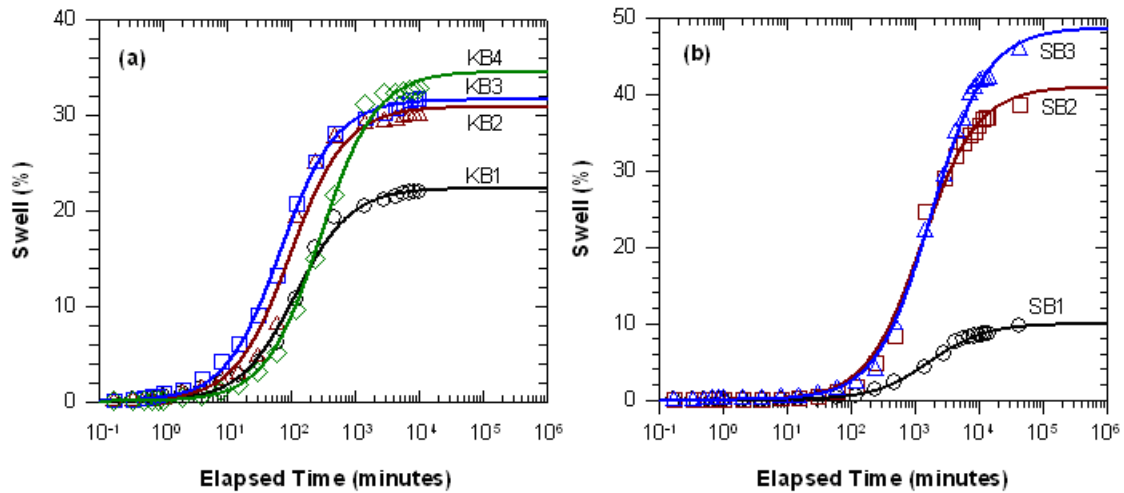 (a)
Swell (%)
40
30
20
10
0
KB4
KB3
KB2
KB1
10⁻¹ 10⁰ 10¹ 10² 10³ 10⁴ 10⁵ 10⁶
Elapsed Time (minutes)
(b)
Swell (%)
50
40
30
20
10
0
SB3
SB2
SB1
10⁻¹ 10⁰ 10¹ 10² 10³ 10⁴ 10⁵ 10⁶
Elapsed Time (minutes)